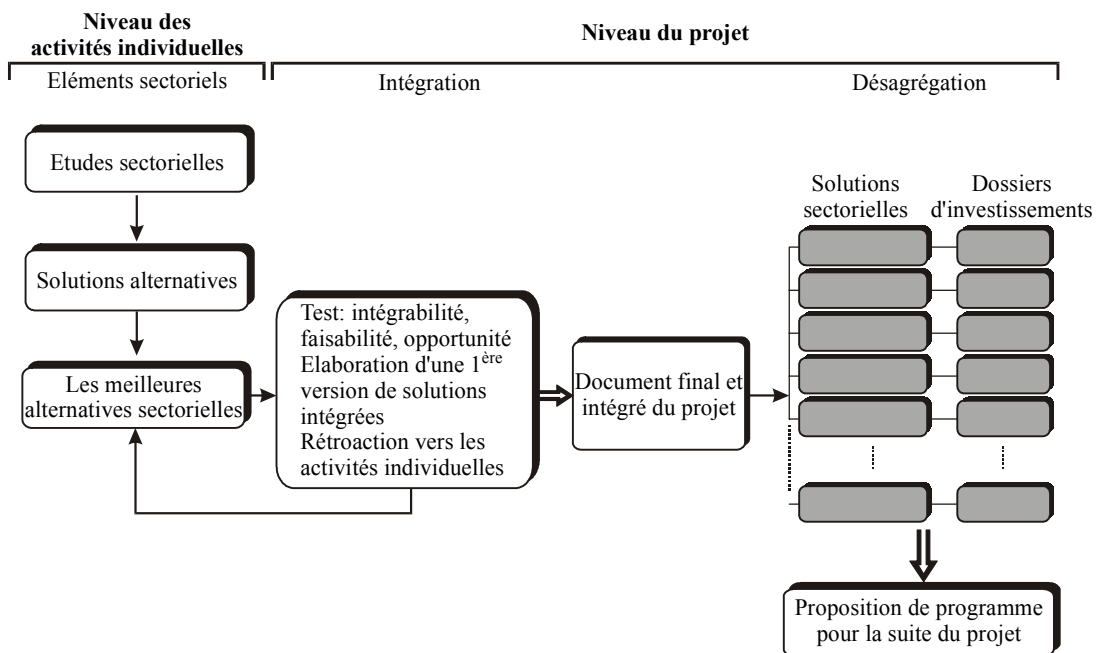 Niveau des
activités individuelles
Niveau du projet
Eléments sectoriels
Intégration
Désagrégation
Etudes sectorielles
Solutions alternatives
Les meilleures
alternatives sectorielles
Test: intégrabilité,
faisabilité, opportunité
Elaboration d'une 1ère
version de solutions
intégrées
Rétroaction vers les
activités individuelles
Document final et
intégré du projet
Solutions
sectorielles
Dossiers
d'investissements
Proposition de programme
pour la suite du projet